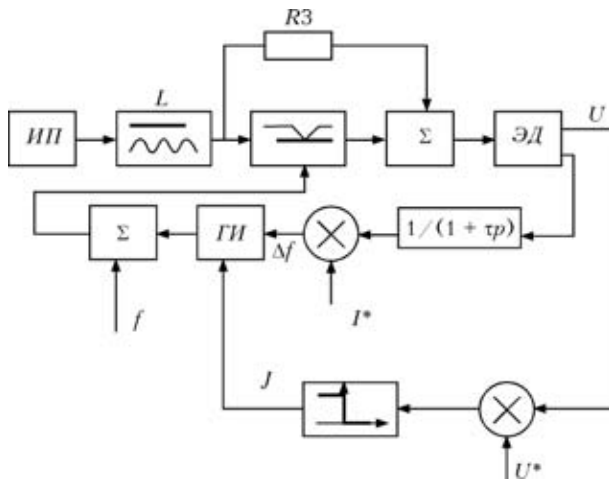 R3
L
U
ИП
Σ
ЭД
Σ
ГИ
Δf
1/(1 + τp)
f
I*
J
U*